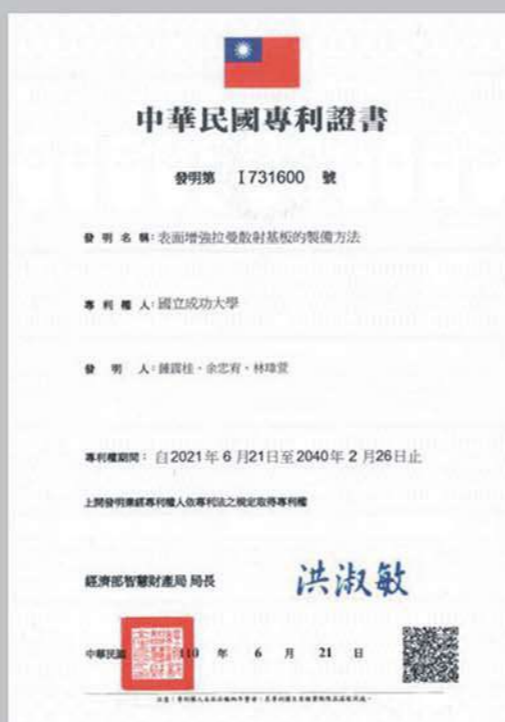 中華民國專利證書
發明第 I731600 號
發明名稱：表面增強拉曼散射基板的製備方法
專利權人：國立成功大學
發明人：鍾震桂、余忠宥、林瑋萱
專利權期間：自2021年6月21日至2040年2月26日止
上開發明業經專利權人依專利法之規定取得專利權
經濟部智慧財產局 局長
洪淑敏
中華民國 110 年 6 月 21 日